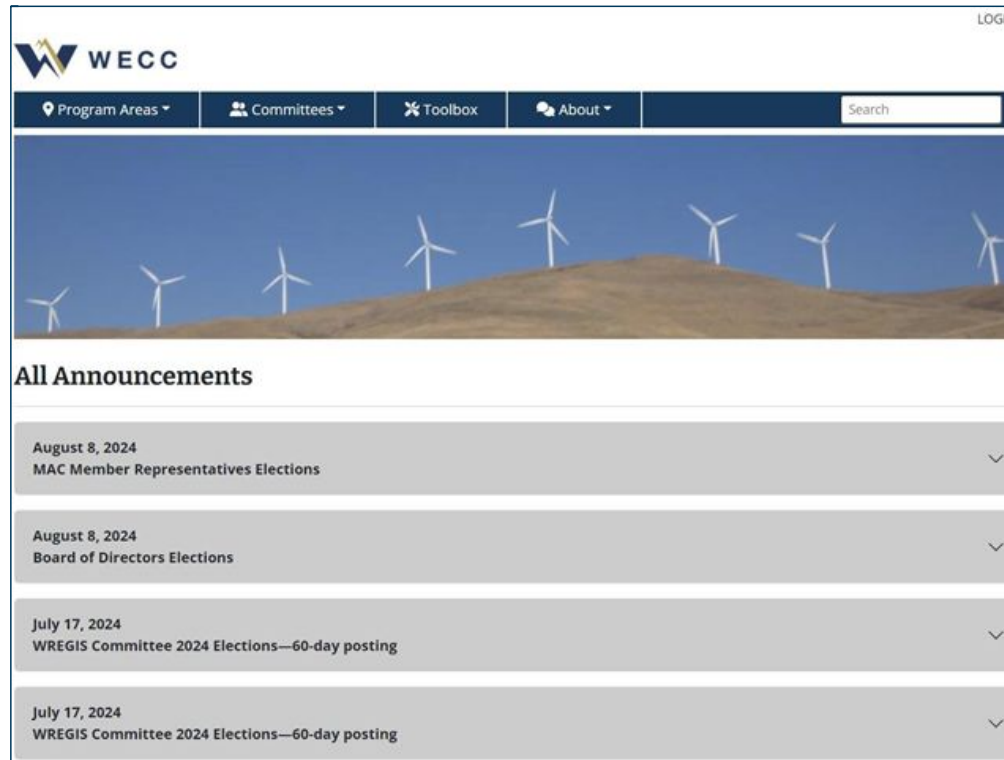 LOG
WECC
Program Areas
Committees
Toolbox
About
Search
All Announcements
August 8, 2024
MAC Member Representatives Elections
August 8, 2024
Board of Directors Elections
July 17, 2024
WREGIS Committee 2024 Elections—60-day posting
July 17, 2024
WREGIS Committee 2024 Elections—60-day posting